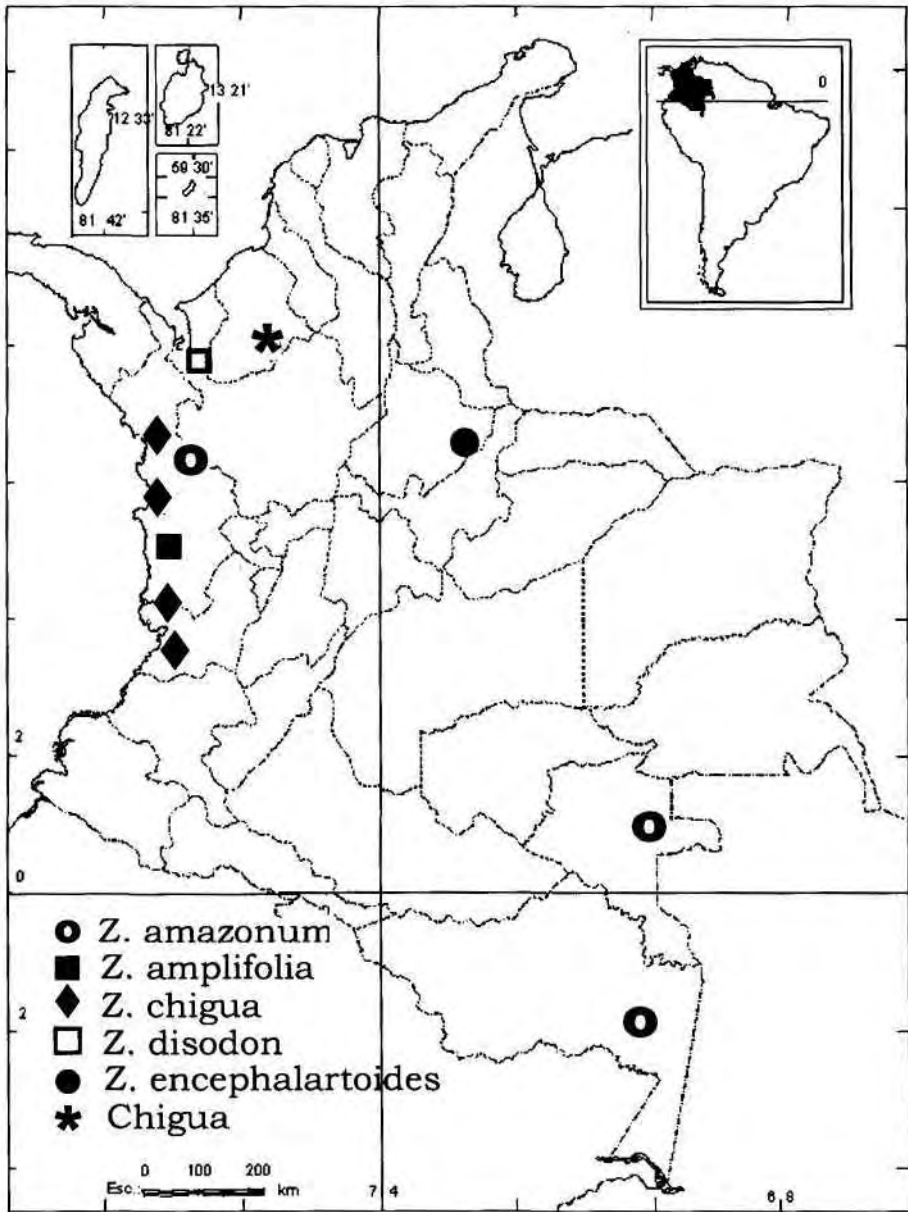 12 33'
81 42'
13 21'
81 22'
59 30'
81 35'
0
2
0
2
Z. amazonum
Z. amplifolia
Z. chigua
Z. disodon
Z. encephalartoides
Chigua
Esc.: 0 100 200 km
7 4
6 8